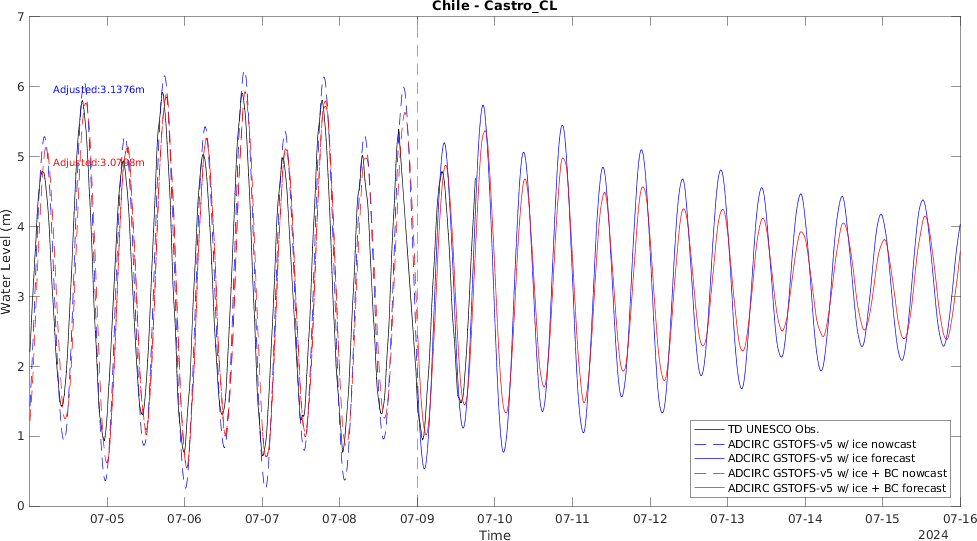 Chile - Castro_CL
7
6
5
4
3
2
1
0
Water Level (m)
Adjusted:3.1376m
Adjusted:3.0798m
TD UNESCO Obs.
ADCIRC GSTOFS-v5 w/ ice nowcast
ADCIRC GSTOFS-v5 w/ ice forecast
ADCIRC GSTOFS-v5 w/ ice + BC nowcast
ADCIRC GSTOFS-v5 w/ ice + BC forecast
07-05 07-06 07-07 07-08 07-09 07-10 07-11 07-12 07-13 07-14 07-15 07-16
Time
2024